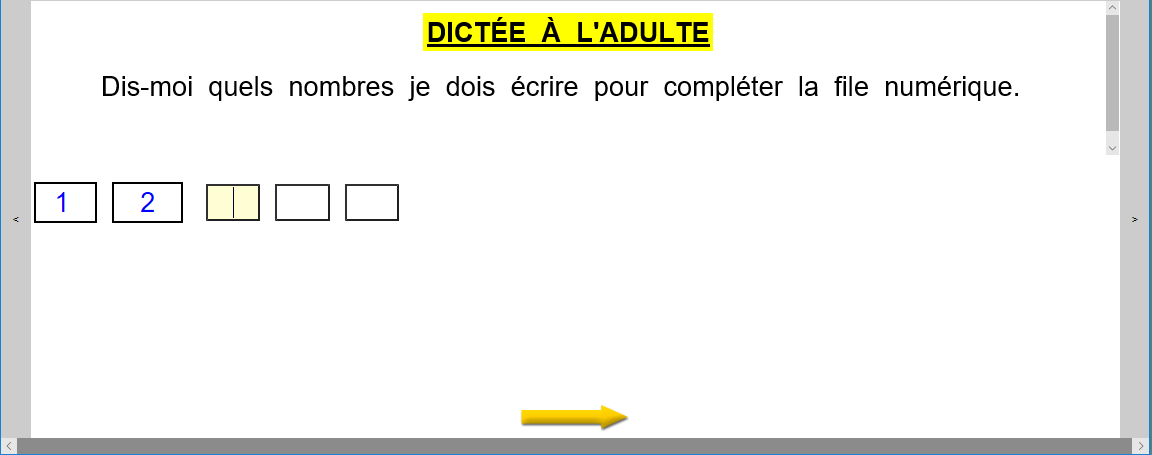 DICTÉE À L'ADULTE
Dis-moi quels nombres je dois écrire pour compléter la file numérique.
1 2
< >